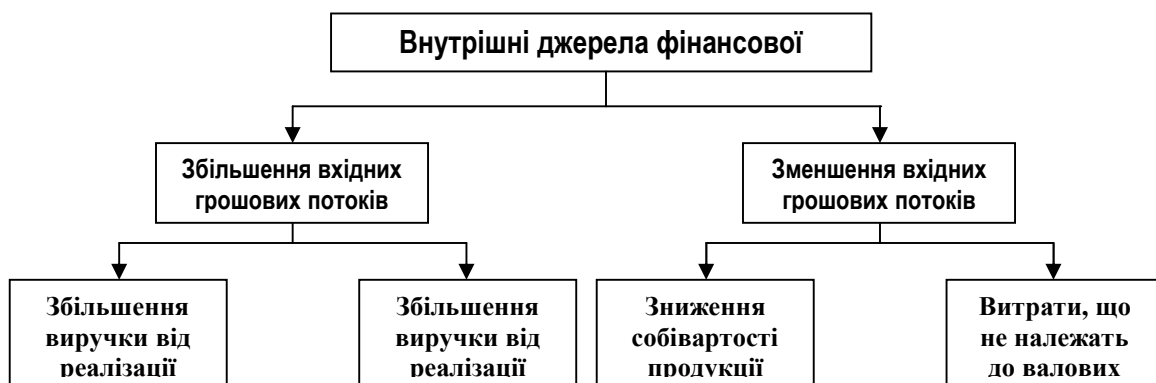 Внутрішні джерела фінансової
Збільшення вхідних
грошових потоків
Зменшення вхідних
грошових потоків
Збільшення
виручки від
реалізації
Збільшення
виручки від
реалізації
Зниження
собівартості
продукції
Витрати, що
не належать
до валових